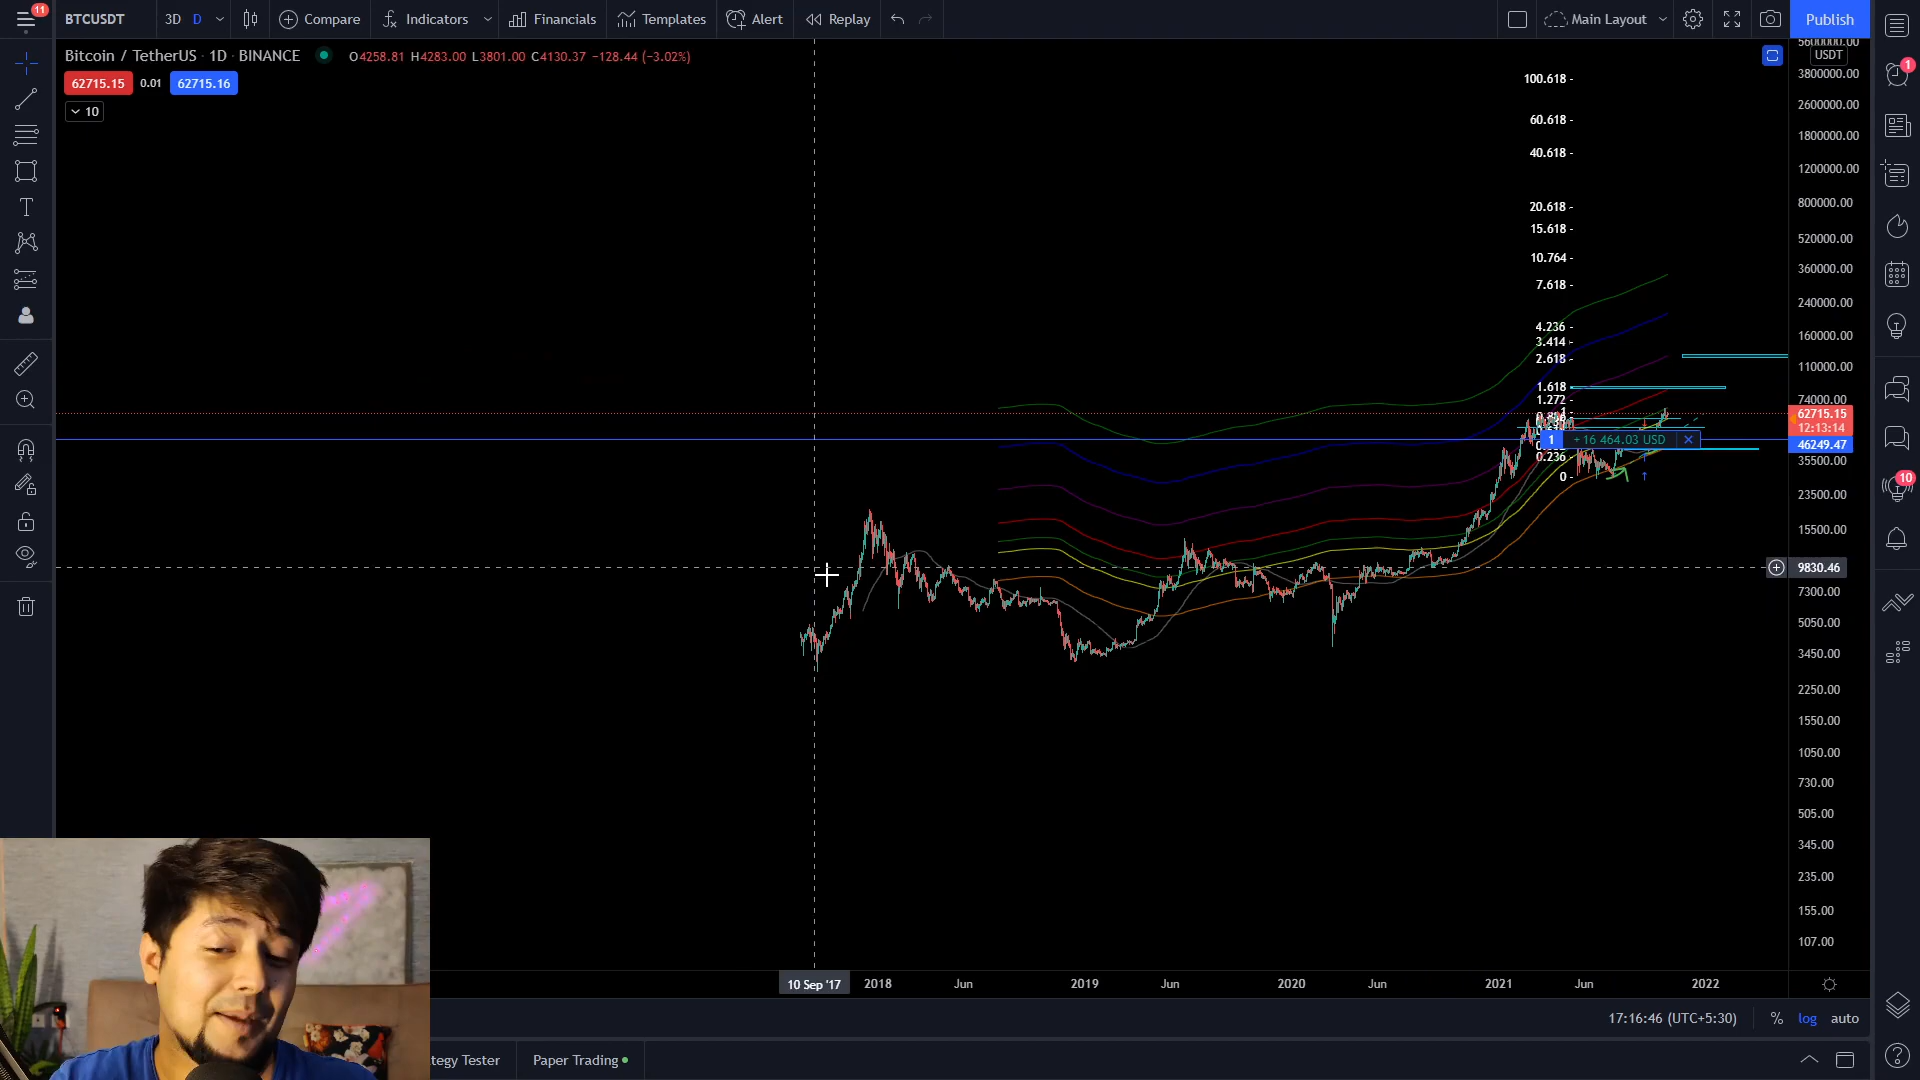 11
BTCUSDT
3D D
Compare
Indicators
Financials
Templates
Alert
Replay
Main Layout
Publish
Bitcoin / TetherUS · 1D · BINANCE
O4258.81 H4283.00 L3801.00 C4130.37 −128.44 (−3.02%)
62715.15 0.01 62715.16
10
USDT
100.618
60.618
40.618
20.618
15.618
10.764
7.618
4.236
3.414
2.618
1.618
1.272
1
0.236
0
1 +16 464.03 USD
5600000.00
3800000.00
2600000.00
1800000.00
1200000.00
800000.00
520000.00
360000.00
240000.00
160000.00
110000.00
74000.00
62715.15
12:13:14
46249.47
35500.00
23500.00
15500.00
9830.46
7300.00
5050.00
3450.00
2250.00
1550.00
1050.00
730.00
505.00
345.00
235.00
155.00
107.00
1
10
10 Sep '17 2018 Jun 2019 Jun 2020 Jun 2021 Jun 2022
17:16:46 (UTC+5:30) % log auto
tegy Tester
Paper Trading